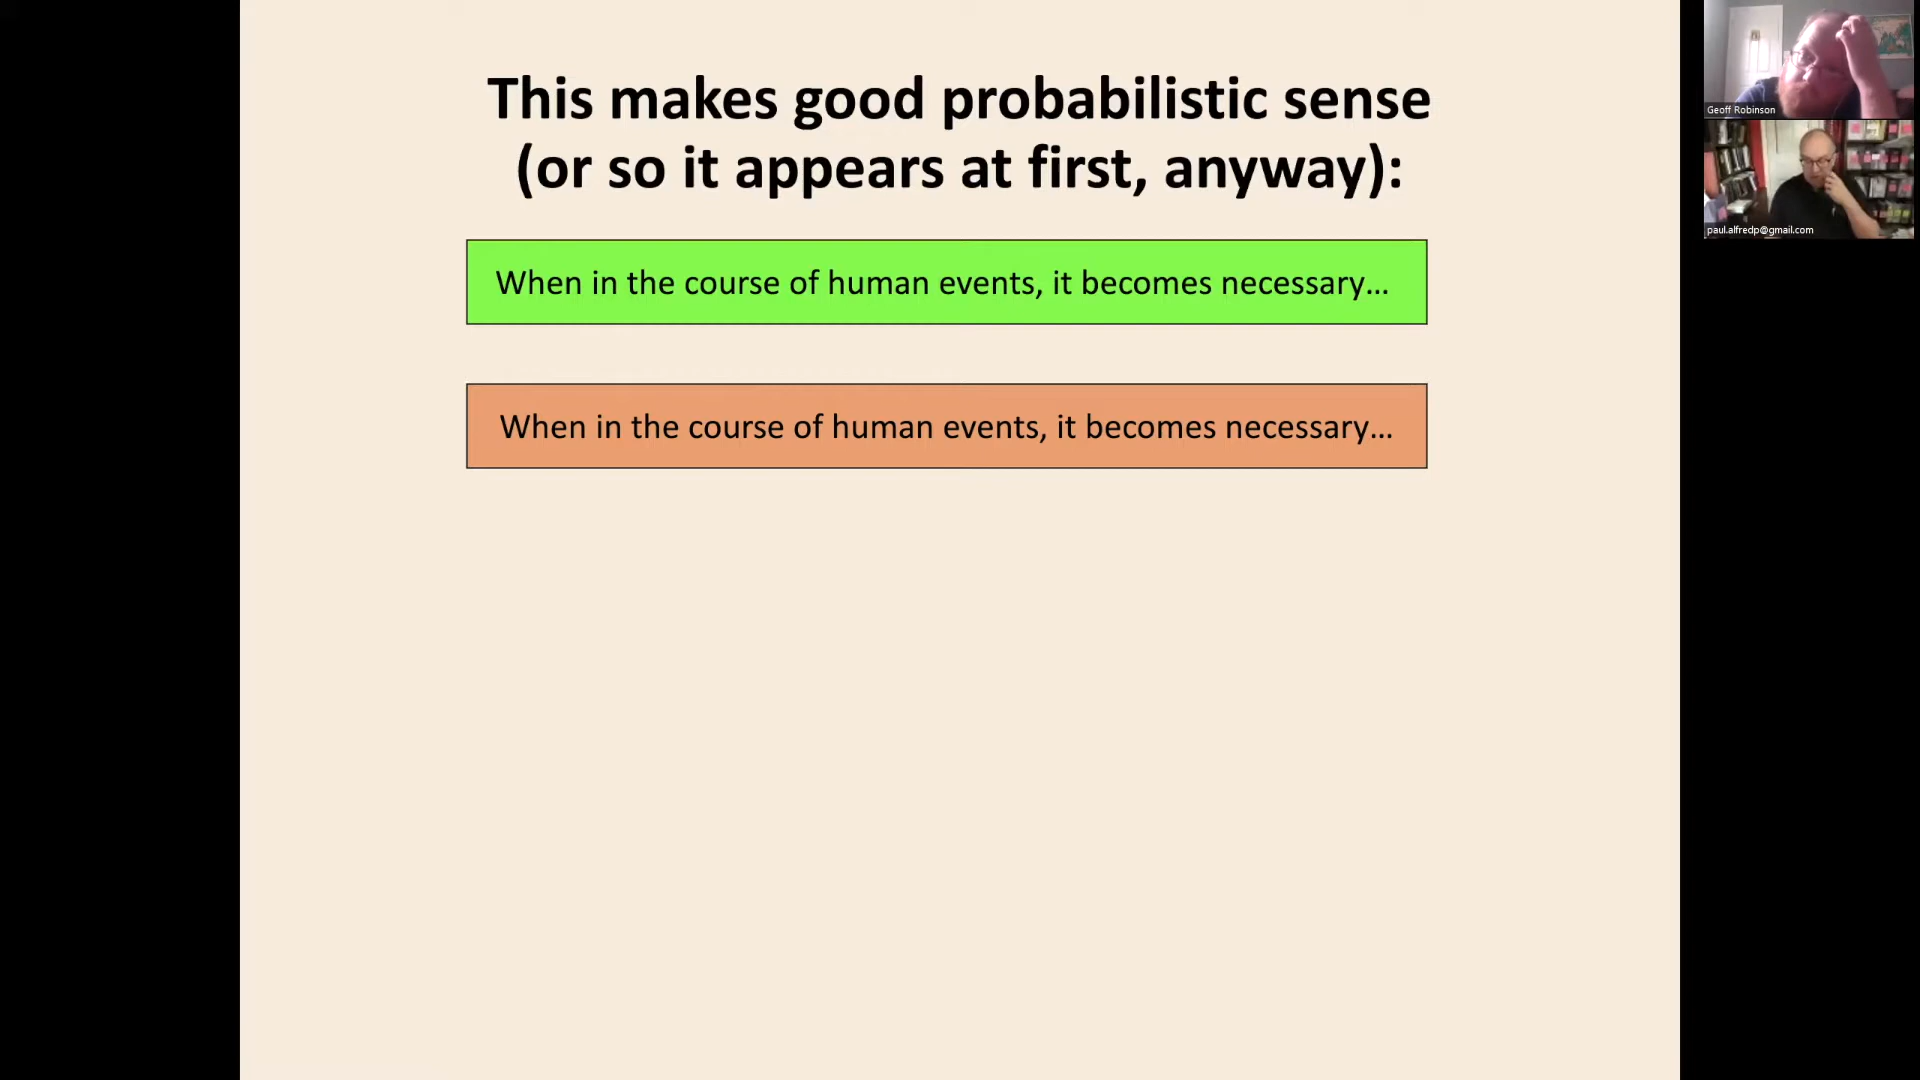 This makes good probabilistic sense
(or so it appears at first, anyway):
When in the course of human events, it becomes necessary...
When in the course of human events, it becomes necessary...
Geoff Robinson
paul.alfredp@gmail.com